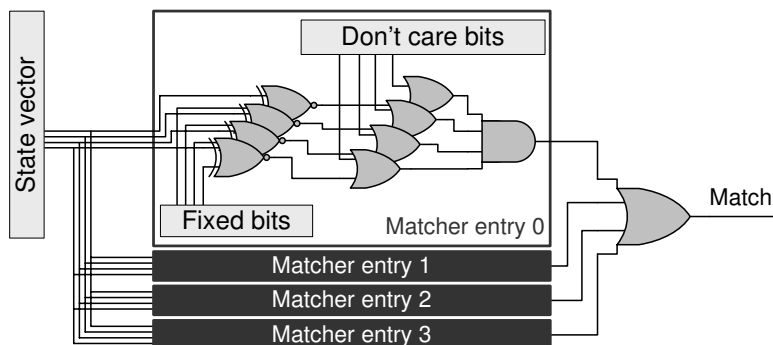 State vector
Don't care bits
Fixed bits
Matcher entry 0
Match
Matcher entry 1
Matcher entry 2
Matcher entry 3